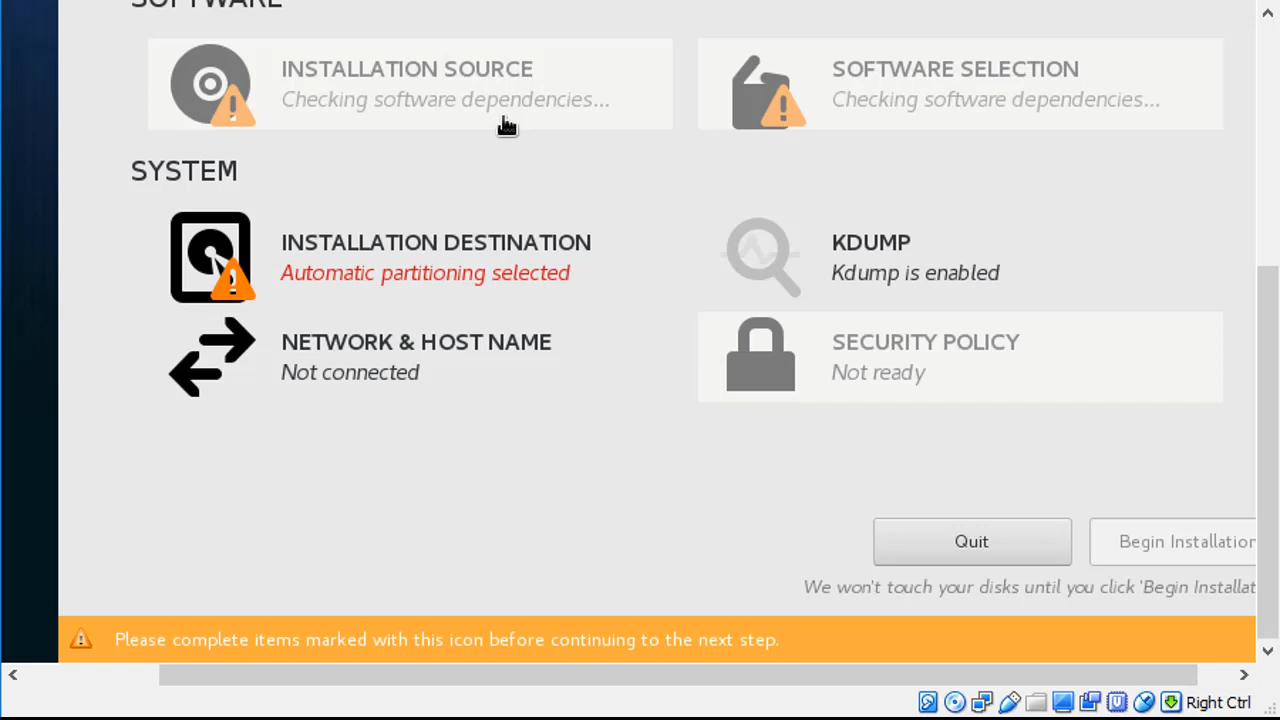 SOFTWARE
INSTALLATION SOURCE
Checking software dependencies...
SOFTWARE SELECTION
Checking software dependencies...
SYSTEM
INSTALLATION DESTINATION
Automatic partitioning selected
KDUMP
Kdump is enabled
NETWORK & HOST NAME
Not connected
SECURITY POLICY
Not ready
Quit
Begin Installation
We won't touch your disks until you click 'Begin Installat
Please complete items marked with this icon before continuing to the next step.
Right Ctrl